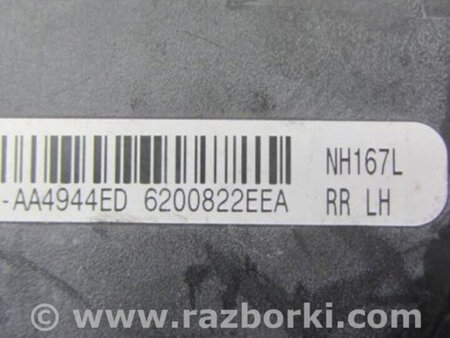 NH167L
-AA4944ED 6200822EEA RR LH
© www.razborki.com